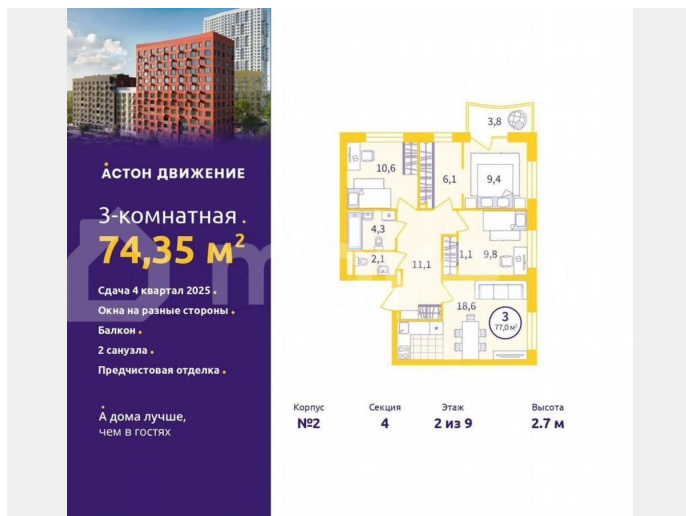 АСТОН ДВИЖЕНИЕ
3-комнатная.
74,35 м²
Сдача 4 квартал 2025.
Окна на разные стороны.
Балкон.
2 санузла.
Предчистовая отделка.
А дома лучше,
чем в гостях
3,8
10,6
6,1
9,4
4,3
2,1
11,1
1,1
9,8
18,6
3
77,0 м²
Корпус Секция Этаж Высота
№2 4 2 из 9 2.7 м